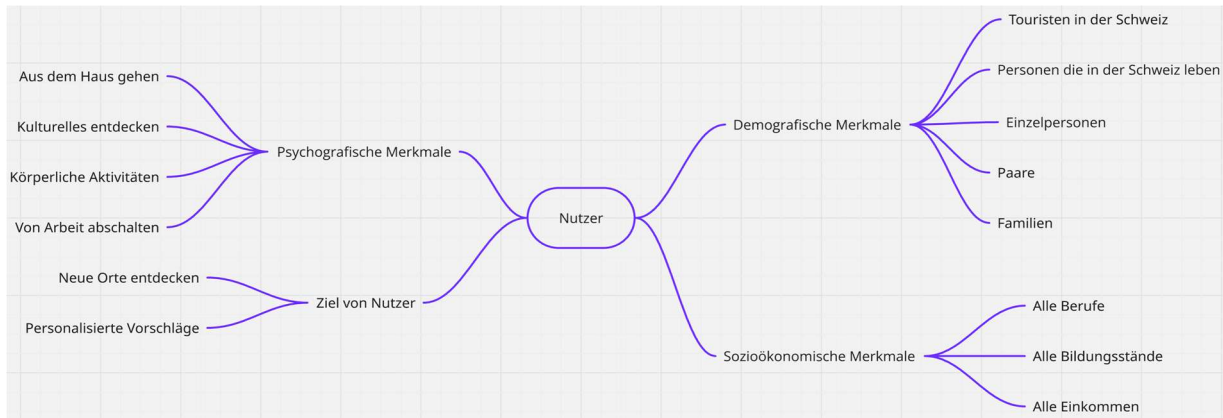 Nutzer
Psychografische Merkmale
Aus dem Haus gehen
Kulturelles entdecken
Körperliche Aktivitäten
Von Arbeit abschalten
Ziel von Nutzer
Neue Orte entdecken
Personalisierte Vorschläge
Demografische Merkmale
Touristen in der Schweiz
Personen die in der Schweiz leben
Einzelpersonen
Paare
Familien
Sozioökonomische Merkmale
Alle Berufe
Alle Bildungsstände
Alle Einkommen